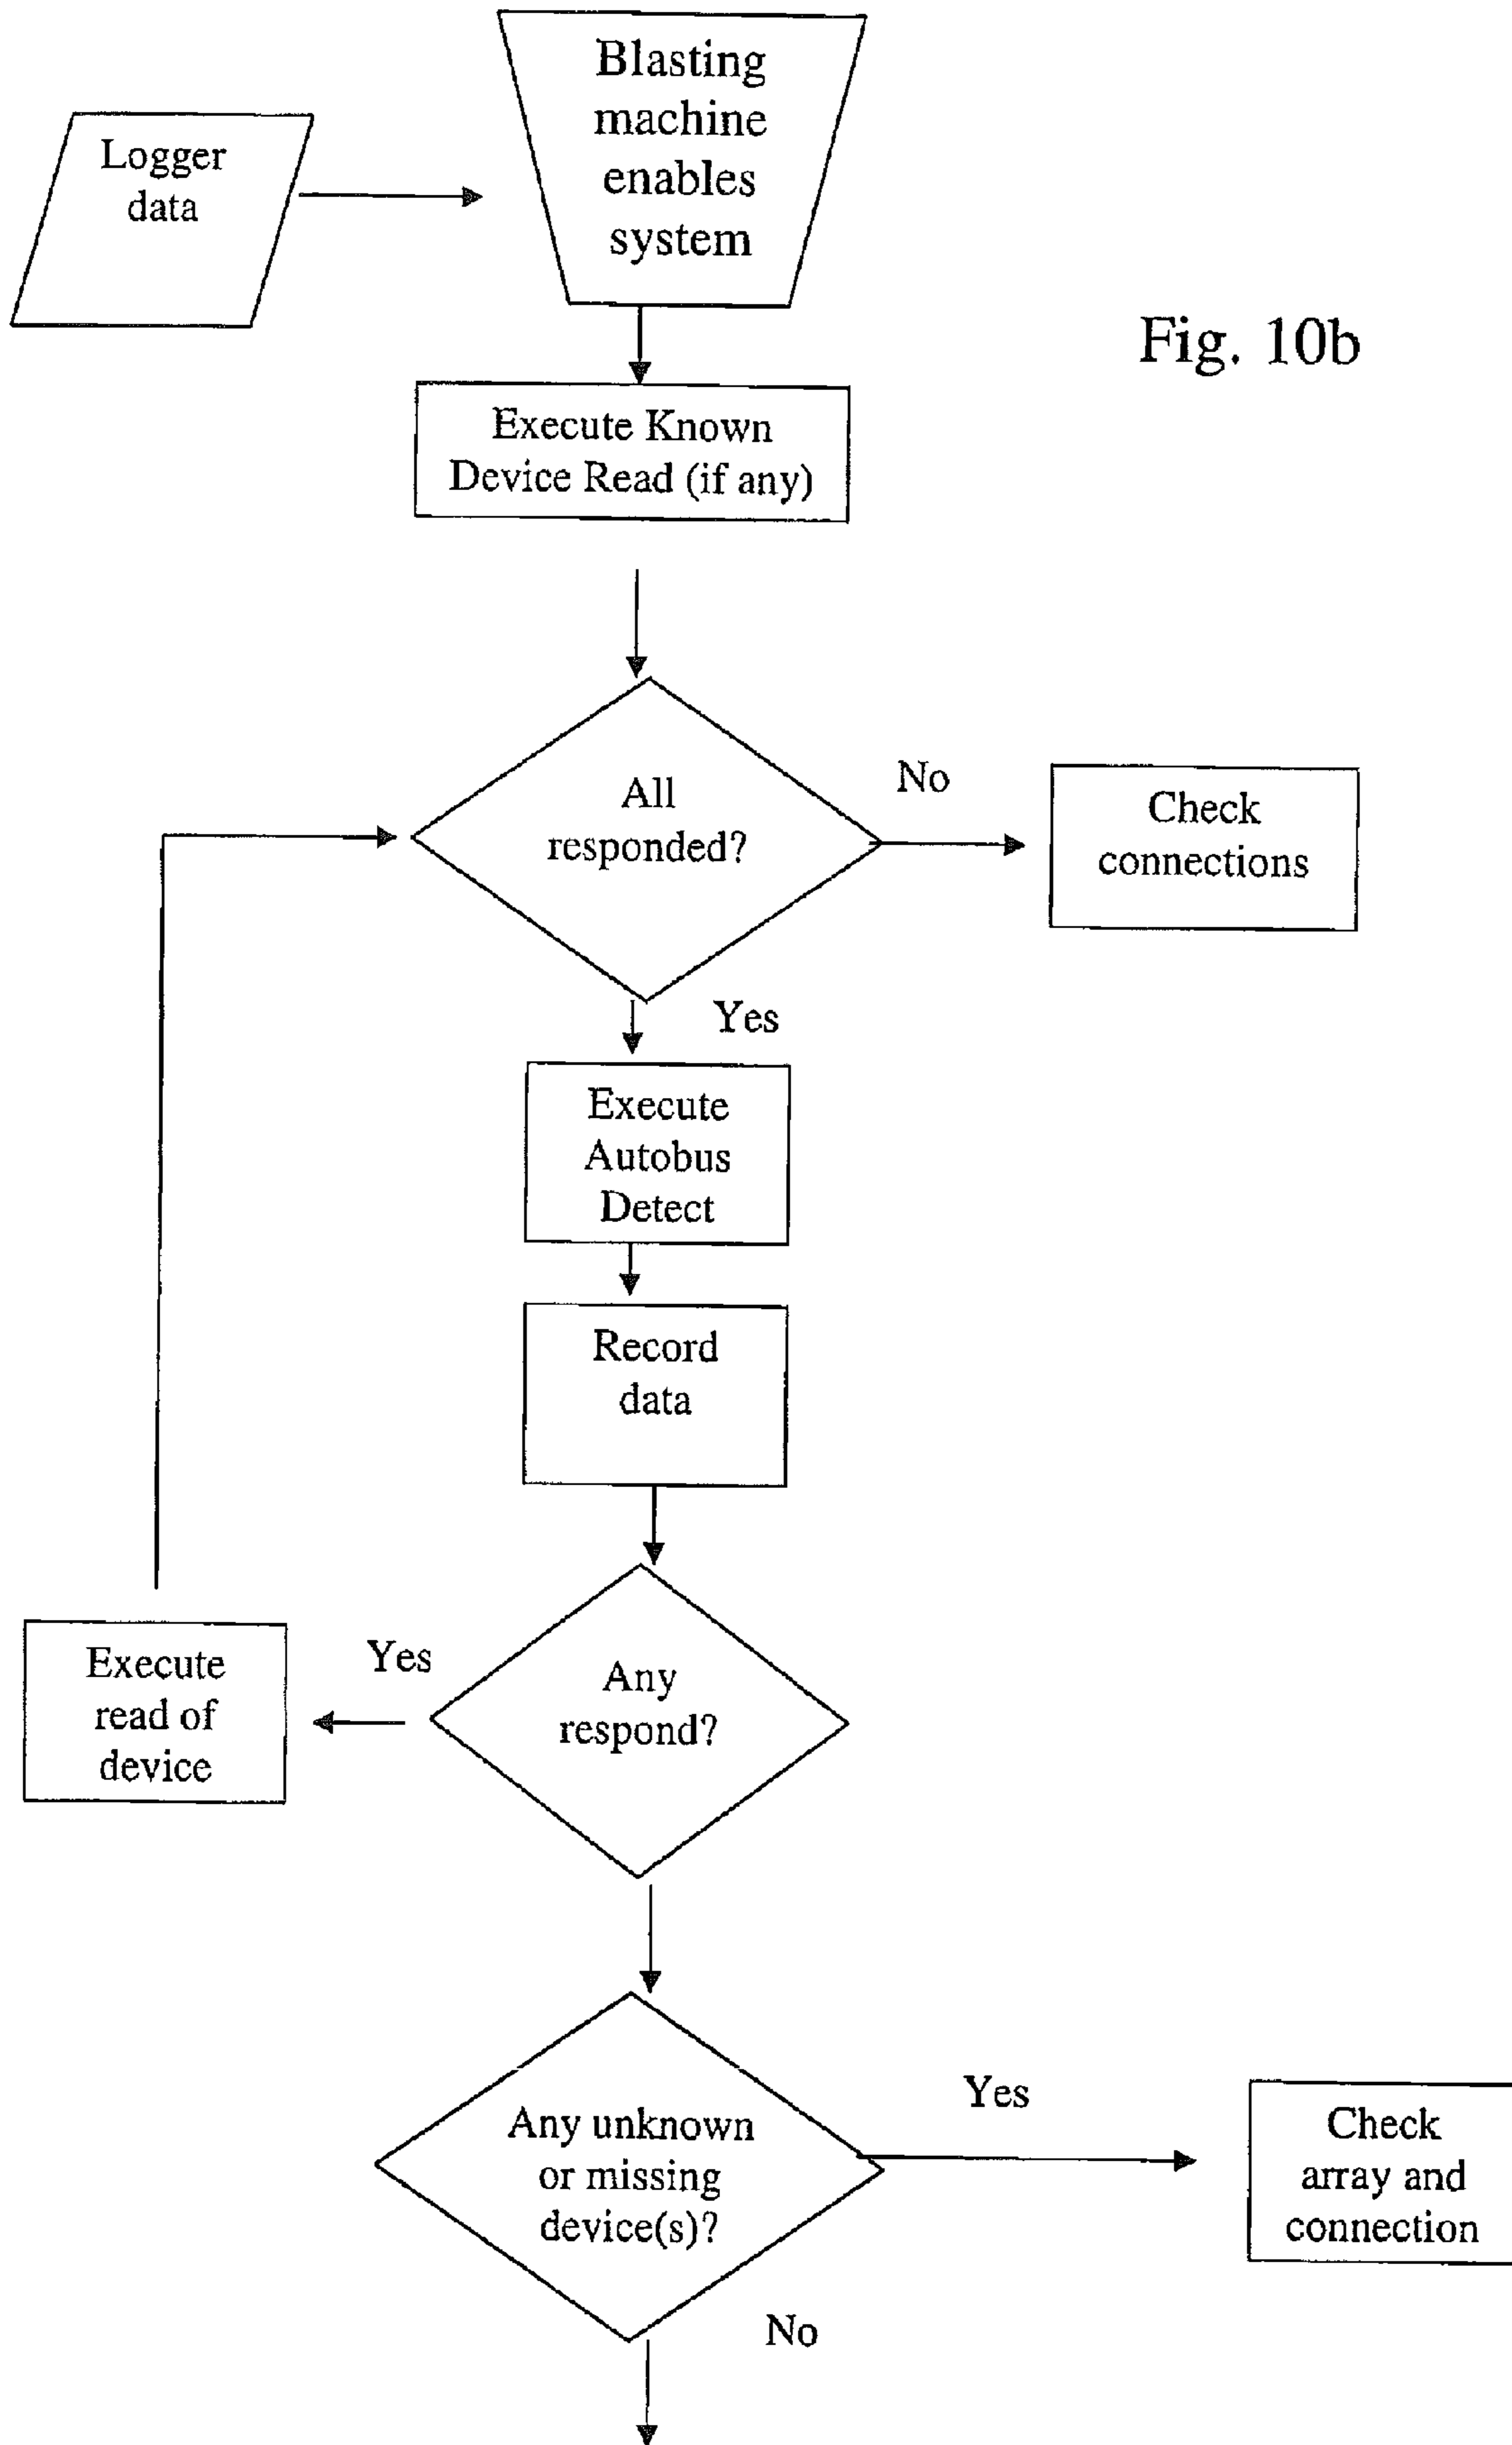 Blasting
machine
enables
system
Logger
data
Fig. 10b
Execute Known
Device Read (if any)
All
responded?
No
Check
connections
Yes
Execute
Autobus
Detect
Record
data
Any
respond?
Yes
Execute
read of
device
Any unknown
or missing
device(s)?
Yes
Check
array and
connection
No